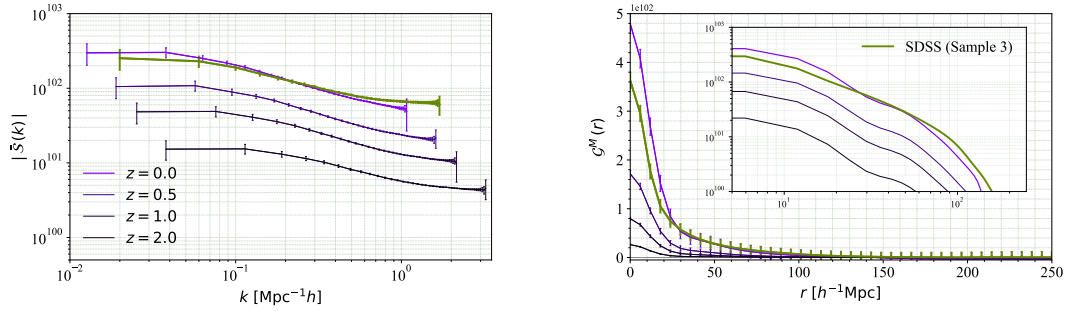 10^103
10^102
10^101
10^100
| S̄(k) |
z = 0.0
z = 0.5
z = 1.0
z = 2.0
10^-2 10^-1 10^0
k [Mpc^-1 h]
1e+02
5
4
3
2
1
0
𝒢^M (r)
SDSS (Sample 3)
10^103
10^102
10^101
10^100
10^1 10^2
0 50 100 150 200 250
r [h^-1 Mpc]